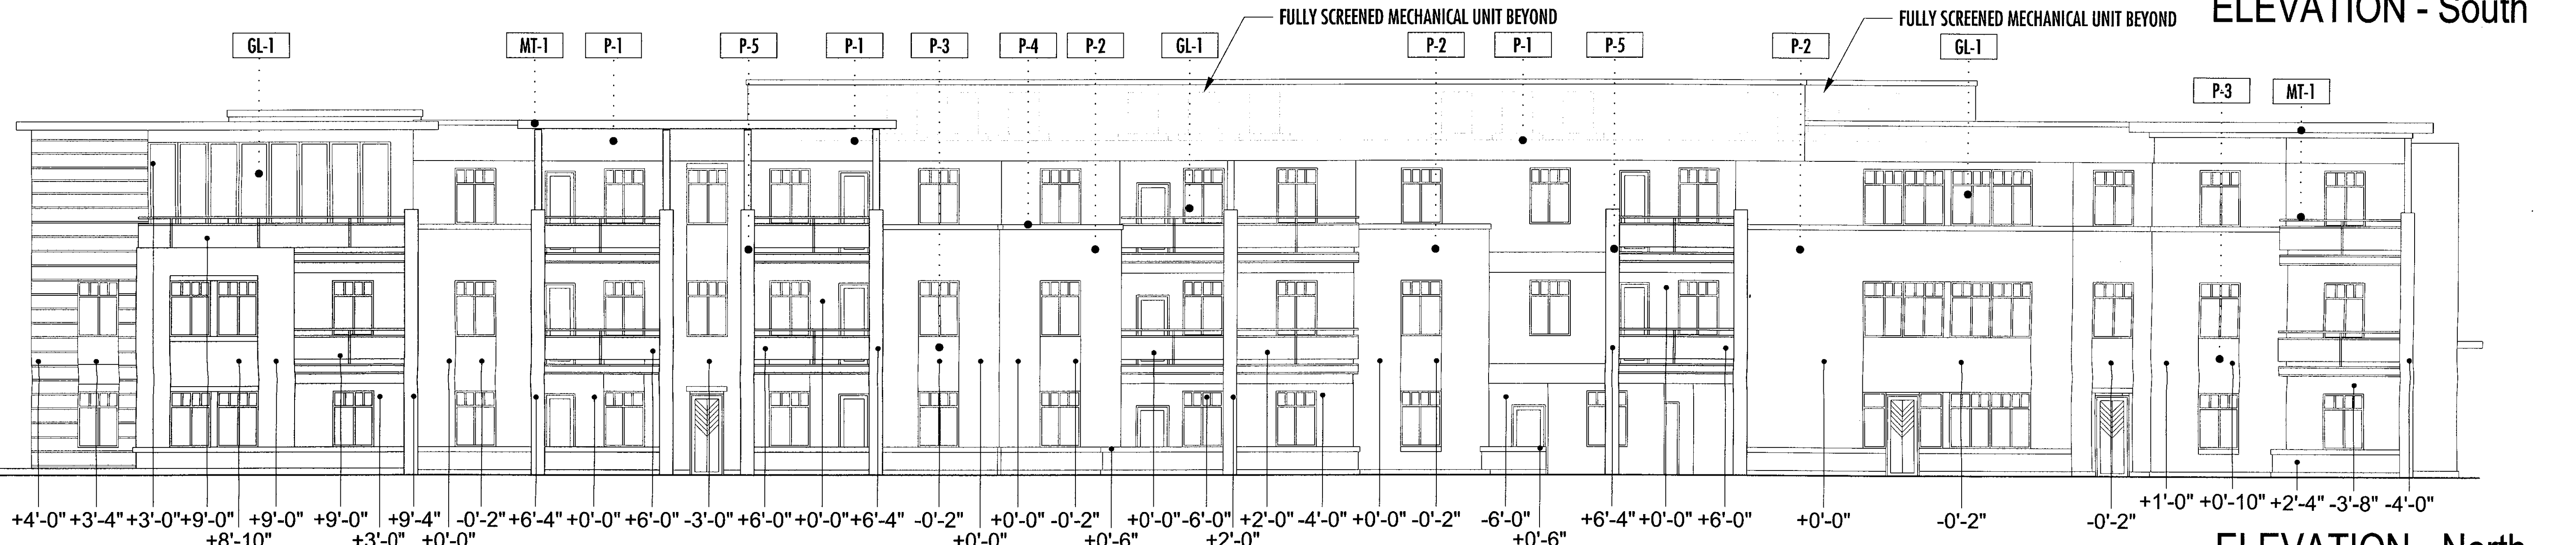 ELEVATION - South
FULLY SCREENED MECHANICAL UNIT BEYOND
FULLY SCREENED MECHANICAL UNIT BEYOND
GL-1 MT-1 P-1 P-5 P-1 P-3 P-4 P-2 GL-1 P-2 P-1 P-5 P-2 GL-1
P-3 MT-1
+1'-0" +0'-10" +2'-4" -3'-8" -4'-0"
+4'-0" +3'-4" +3'-0" +9'-0" +9'-0" +9'-0" +9'-4" -0'-2" +6'-4" +0'-0" +6'-0" -3'-0" +6'-0" +0'-0" +6'-4" -0'-2" +0'-0" -0'-2" +0'-0" -6'-0" +2'-0" -4'-0" +0'-0" -0'-2" -6'-0" +6'-4" +0'-0" +6'-0" +0'-0" -0'-2" -0'-2"
+8'-10" +3'-0" +0'-0" +0'-0" +0'-6" +2'-0" +0'-6"
ELEVATION - North